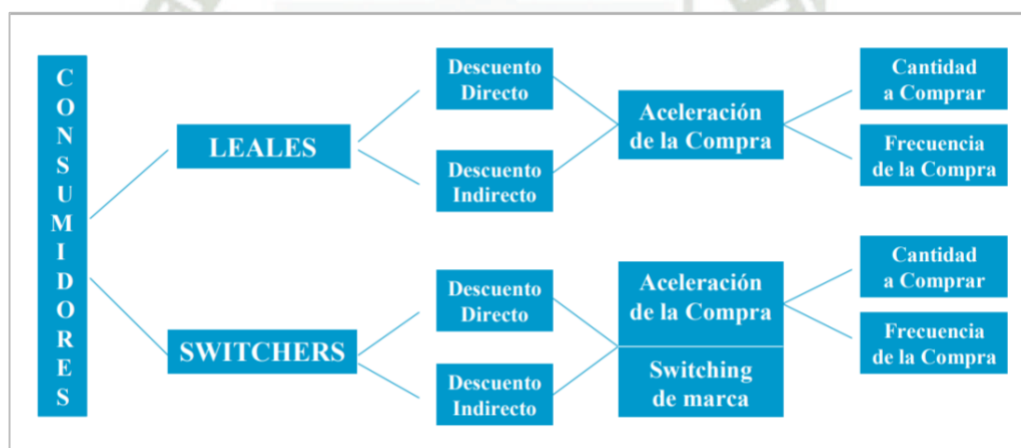 CONSUMIDORES
LEALES
Descuento
Directo
Descuento
Indirecto
Aceleración
de la Compra
Cantidad
a Comprar
Frecuencia
de la Compra
SWITCHERS
Descuento
Directo
Descuento
Indirecto
Aceleración
de la Compra
Switching
de marca
Cantidad
a Comprar
Frecuencia
de la Compra